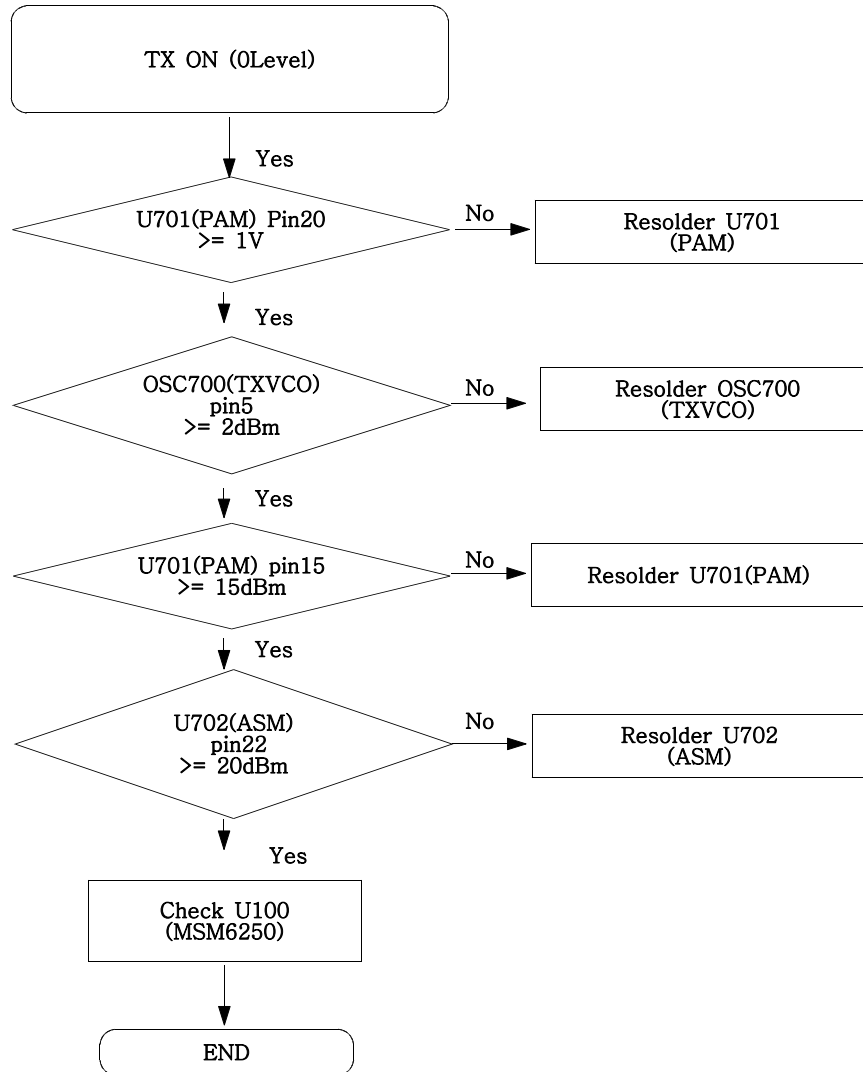 TX ON (0Level)
Yes
U701(PAM) Pin20
>= 1V
No
Resolder U701
(PAM)
Yes
OSC700(TXVCO)
pin5
>= 2dBm
No
Resolder OSC700
(TXVCO)
Yes
U701(PAM) pin15
>= 15dBm
No
Resolder U701(PAM)
Yes
U702(ASM)
pin22
>= 20dBm
No
Resolder U702
(ASM)
Yes
Check U100
(MSM6250)
END